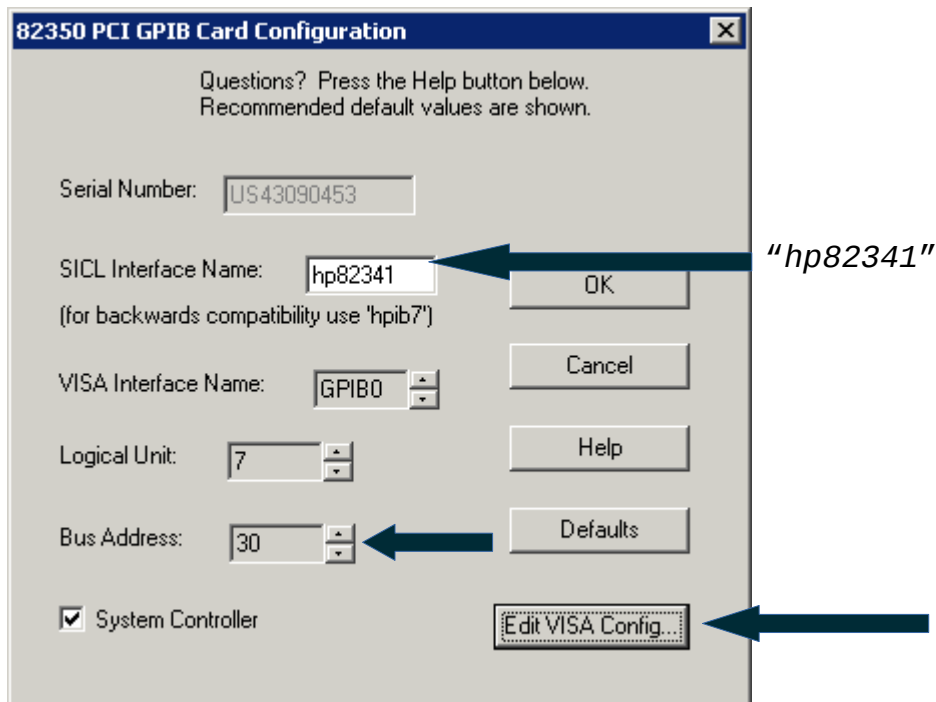 82350 PCI GPIB Card Configuration
Questions? Press the Help button below.
Recommended default values are shown.
Serial Number: US43090453
SICL Interface Name: hp82341
“hp82341”
OK
(for backwards compatibility use 'hpib7')
Cancel
VISA Interface Name: GPIB0
Help
Logical Unit: 7
Defaults
Bus Address: 30
System Controller
Edit VISA Config...